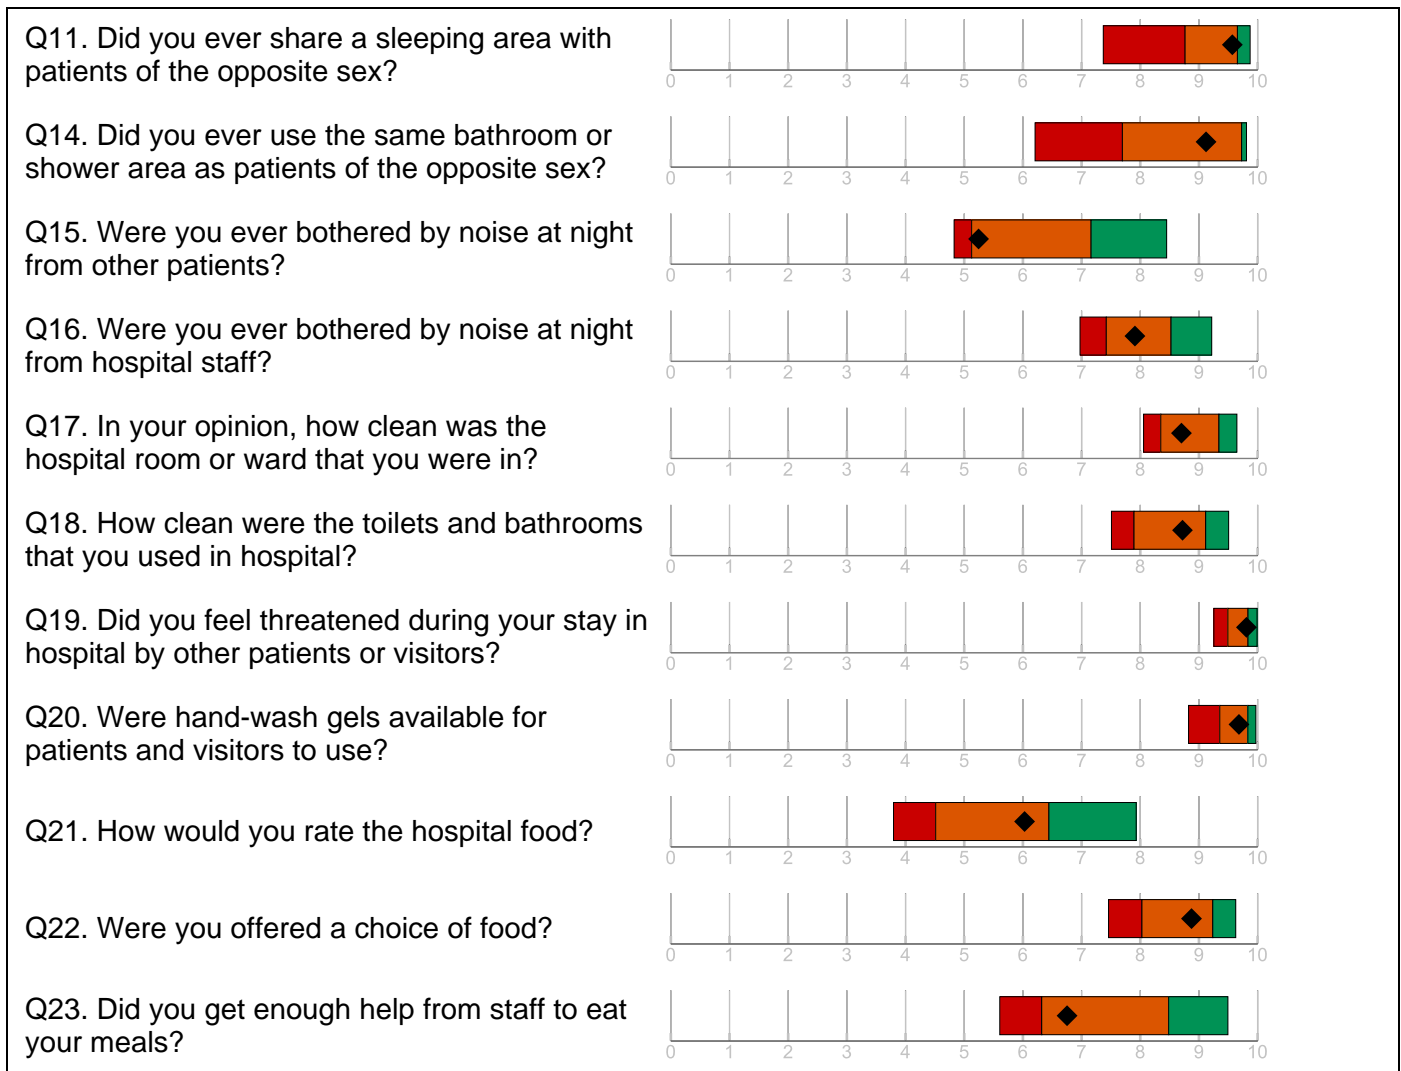 Q11. Did you ever share a sleeping area with
patients of the opposite sex?
0 1 2 3 4 5 6 7 8 9 10
Q14. Did you ever use the same bathroom or
shower area as patients of the opposite sex?
0 1 2 3 4 5 6 7 8 9 10
Q15. Were you ever bothered by noise at night
from other patients?
0 1 2 3 4 5 6 7 8 9 10
Q16. Were you ever bothered by noise at night
from hospital staff?
0 1 2 3 4 5 6 7 8 9 10
Q17. In your opinion, how clean was the
hospital room or ward that you were in?
0 1 2 3 4 5 6 7 8 9 10
Q18. How clean were the toilets and bathrooms
that you used in hospital?
0 1 2 3 4 5 6 7 8 9 10
Q19. Did you feel threatened during your stay in
hospital by other patients or visitors?
0 1 2 3 4 5 6 7 8 9 10
Q20. Were hand-wash gels available for
patients and visitors to use?
0 1 2 3 4 5 6 7 8 9 10
Q21. How would you rate the hospital food?
0 1 2 3 4 5 6 7 8 9 10
Q22. Were you offered a choice of food?
0 1 2 3 4 5 6 7 8 9 10
Q23. Did you get enough help from staff to eat
your meals?
0 1 2 3 4 5 6 7 8 9 10